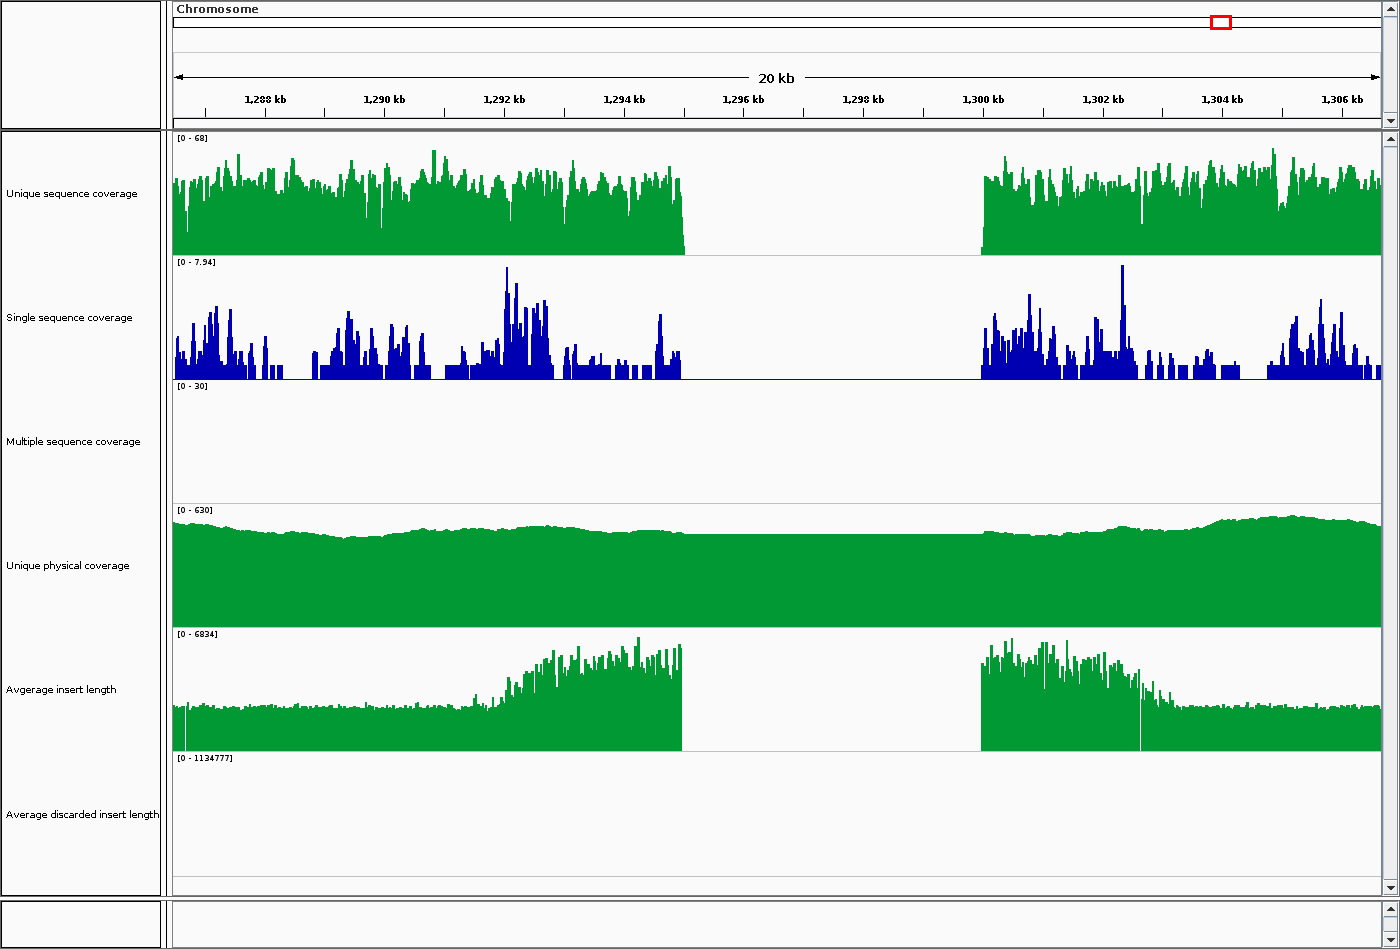 Chromosome
20 kb
1,288 kb 1,290 kb 1,292 kb 1,294 kb 1,296 kb 1,298 kb 1,300 kb 1,302 kb 1,304 kb 1,306 kb
[0 - 68]
Unique sequence coverage
[0 - 7.94]
Single sequence coverage
[0 - 30]
Multiple sequence coverage
[0 - 630]
Unique physical coverage
[0 - 6834]
Avgerage insert length
[0 - 1134777]
Average discarded insert length